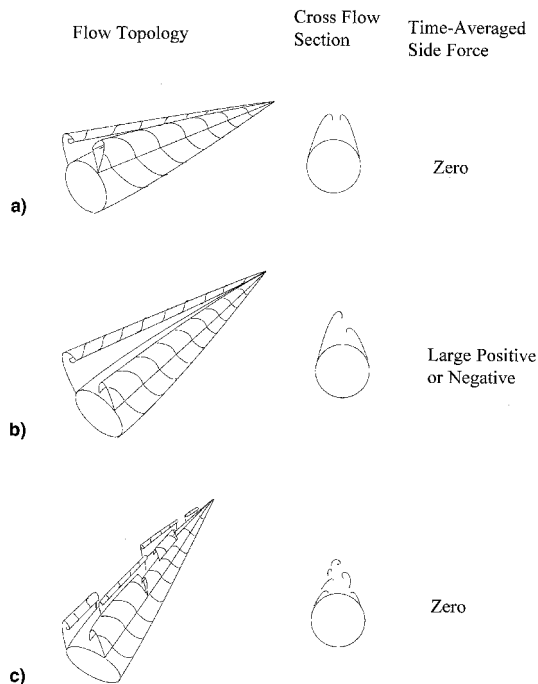 Flow Topology
Cross Flow
Section
Time-Averaged
Side Force
Zero
a)
Large Positive
or Negative
b)
Zero
c)